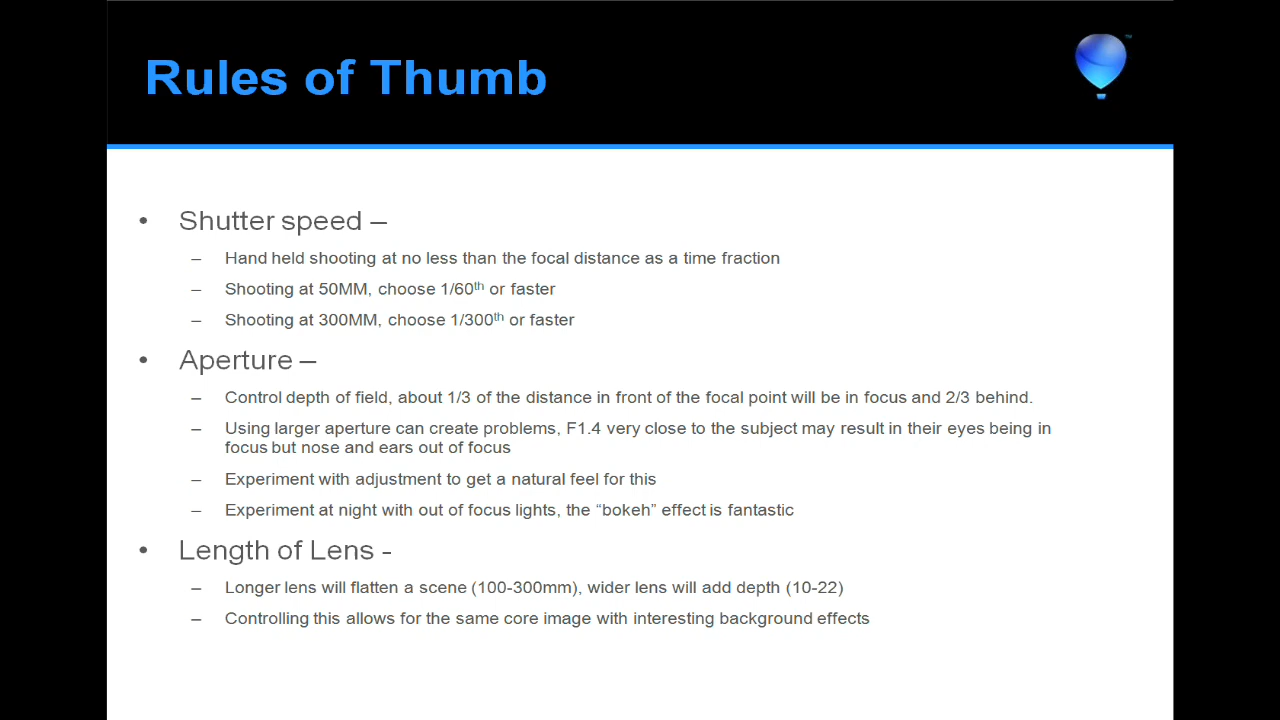 Rules of Thumb
• Shutter speed –
– Hand held shooting at no less than the focal distance as a time fraction
– Shooting at 50MM, choose 1/60th or faster
– Shooting at 300MM, choose 1/300th or faster
• Aperture –
– Control depth of field, about 1/3 of the distance in front of the focal point will be in focus and 2/3 behind.
– Using larger aperture can create problems, F1.4 very close to the subject may result in their eyes being in
focus but nose and ears out of focus
– Experiment with adjustment to get a natural feel for this
– Experiment at night with out of focus lights, the “bokeh” effect is fantastic
• Length of Lens -
– Longer lens will flatten a scene (100-300mm), wider lens will add depth (10-22)
– Controlling this allows for the same core image with interesting background effects